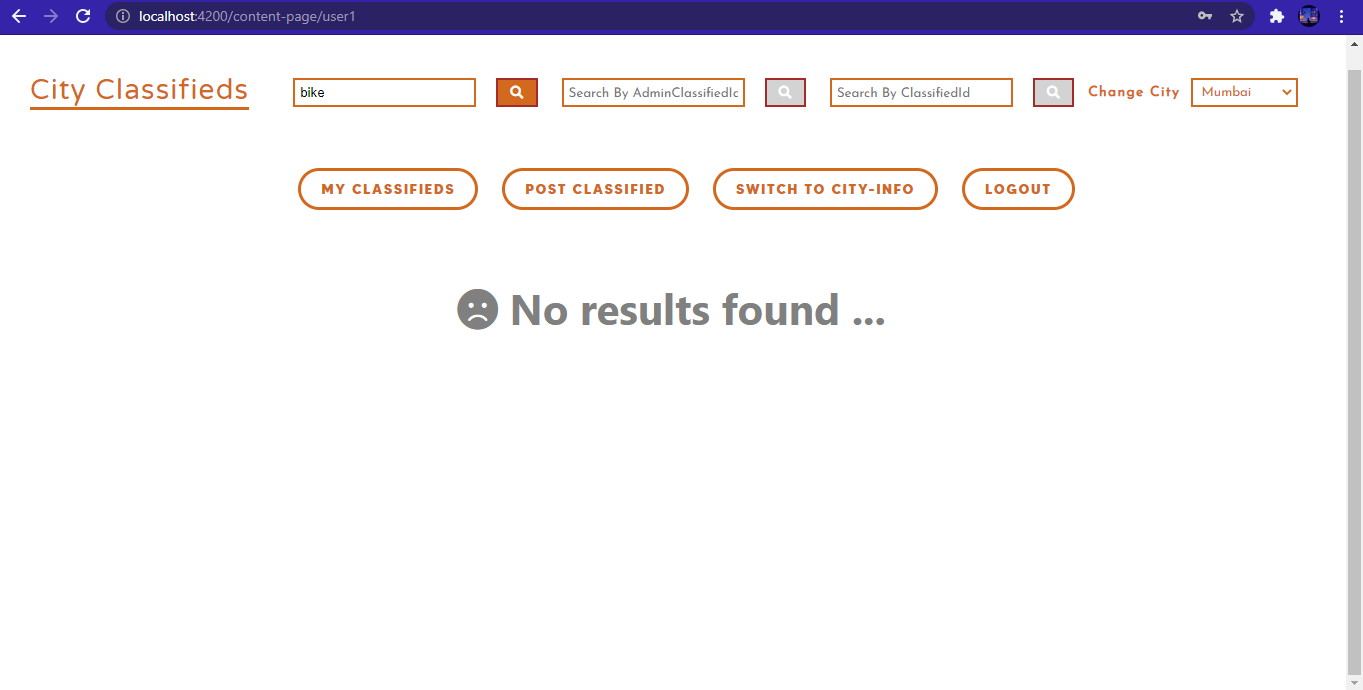 localhost:4200/content-page/user1
City Classifieds bike Search By AdminClassifiedIc Search By ClassifiedId Change City Mumbai
MY CLASSIFIEDS POST CLASSIFIED SWITCH TO CITY-INFO LOGOUT
No results found ...